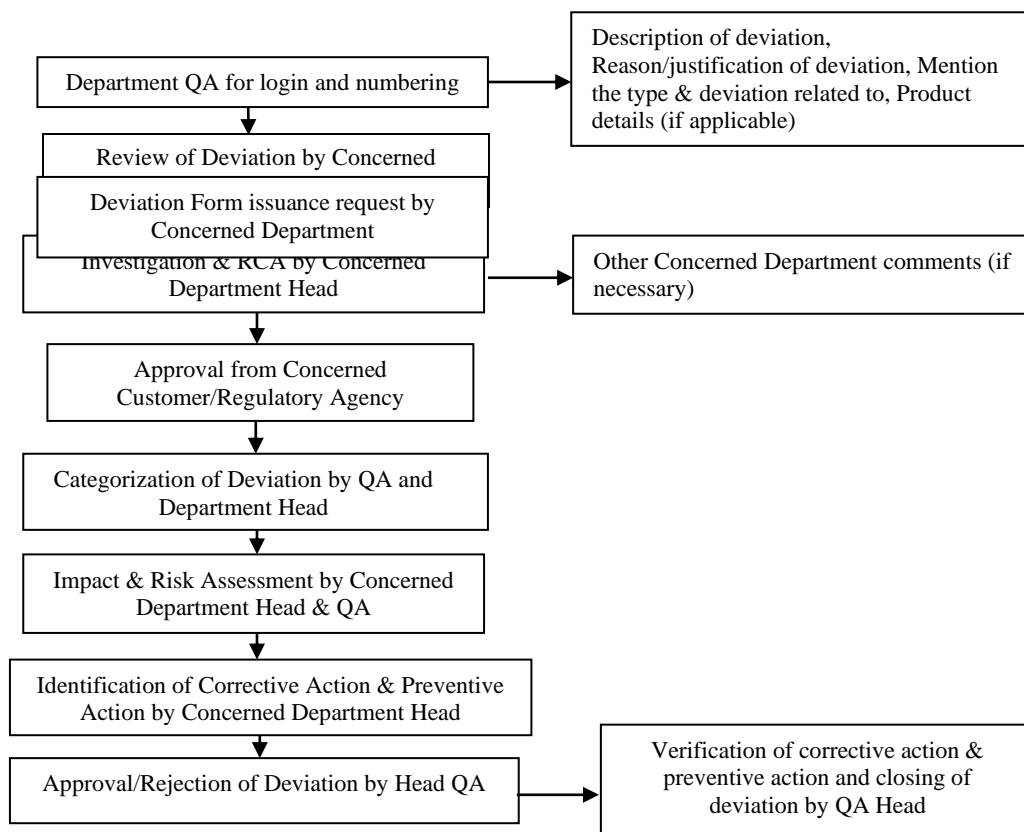 Department QA for login and numbering
Description of deviation,
Reason/justification of deviation, Mention
the type & deviation related to, Product
details (if applicable)
Review of Deviation by Concerned
Deviation Form issuance request by
Concerned Department
Investigation & RCA by Concerned
Department Head
Other Concerned Department comments (if
necessary)
Approval from Concerned
Customer/Regulatory Agency
Categorization of Deviation by QA and
Department Head
Impact & Risk Assessment by Concerned
Department Head & QA
Identification of Corrective Action & Preventive
Action by Concerned Department Head
Approval/Rejection of Deviation by Head QA
Verification of corrective action &
preventive action and closing of
deviation by QA Head